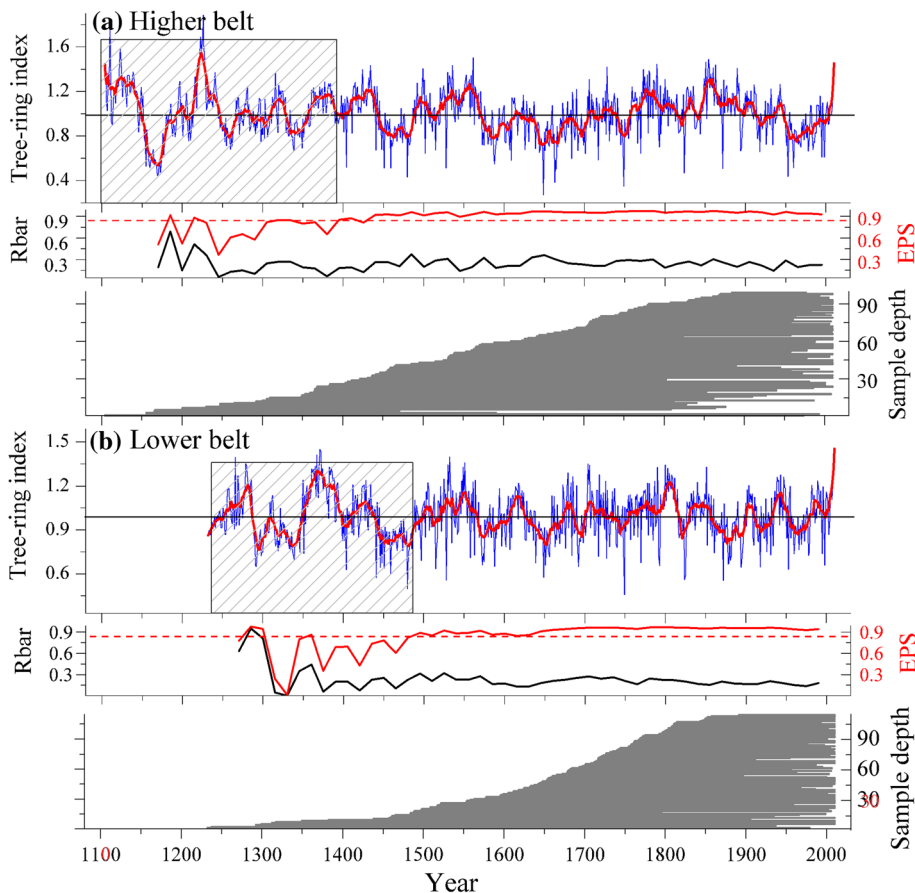 (a) Higher belt
Tree-ring index
1.6
1.2
0.8
0.4
Rbar
0.9
0.6
0.3
0.9
0.6
0.3
EPS
90
60
30
Sample depth
(b) Lower belt
Tree-ring index
1.5
1.2
0.9
0.6
Rbar
0.9
0.6
0.3
0.9
0.6
0.3
EPS
90
60
30
Sample depth
1100 1200 1300 1400 1500 1600 1700 1800 1900 2000
Year